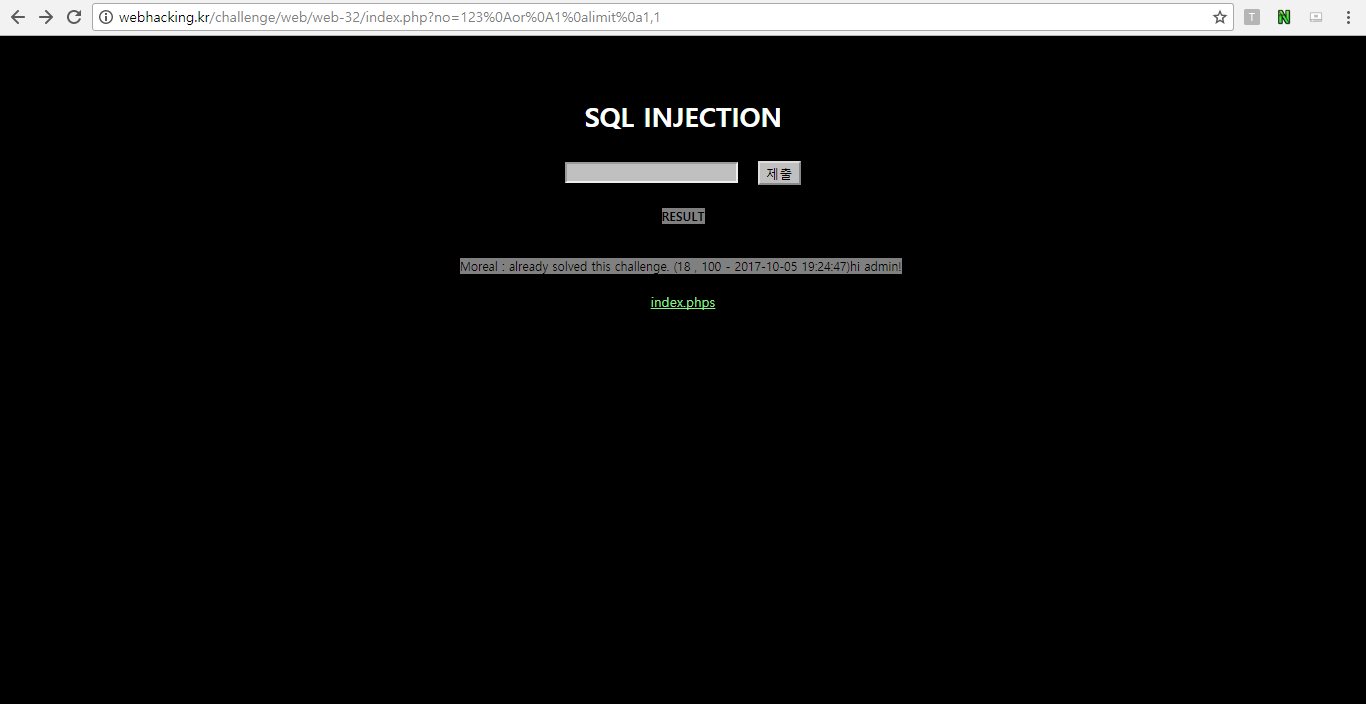 webhacking.kr/challenge/web/web-32/index.php?no=123%0Aor%0A1%0alimit%0a1,1
T
N
SQL INJECTION
제출
RESULT
Moreal : already solved this challenge. (18 , 100 - 2017-10-05 19:24:47)hi admin!
index.phps